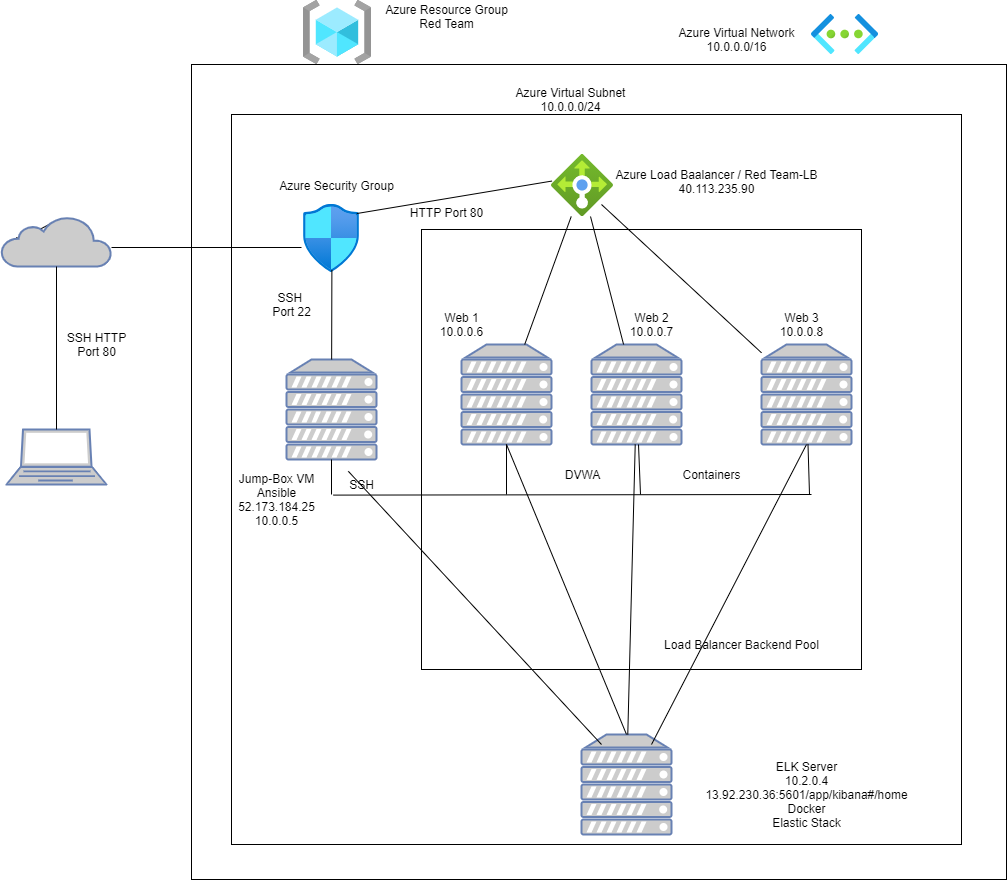 Azure Resource Group
Red Team
Azure Virtual Network
10.0.0.0/16
Azure Virtual Subnet
10.0.0.0/24
Azure Security Group
Azure Load Baalancer / Red Team-LB
40.113.235.90
HTTP Port 80
SSH
Port 22
SSH HTTP
Port 80
Web 1
10.0.0.6
Web 2
10.0.0.7
Web 3
10.0.0.8
Jump-Box VM
Ansible
52.173.184.25
10.0.0.5
SSH
DVWA
Containers
Load Balancer Backend Pool
ELK Server
10.2.0.4
13.92.230.36:5601/app/kibana#/home
Docker
Elastic Stack